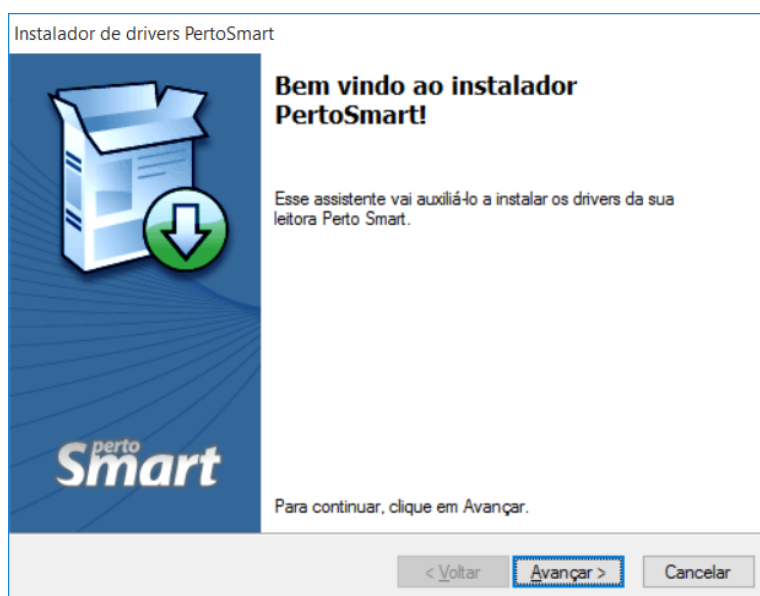 Instalador de drivers PertoSmart
Bem vindo ao instalador
PertoSmart!
Esse assistente vai auxiliá-lo a instalar os drivers da sua
leitora Perto Smart.
perto
Smart
Para continuar, clique em Avançar.
< Voltar Avançar > Cancelar